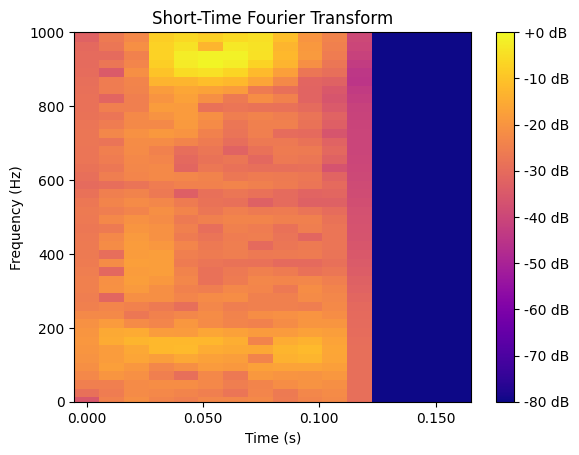 Short-Time Fourier Transform
1000
800
600
400
200
0
Frequency (Hz)
0.000
0.050
0.100
0.150
Time (s)
+0 dB
-10 dB
-20 dB
-30 dB
-40 dB
-50 dB
-60 dB
-70 dB
-80 dB